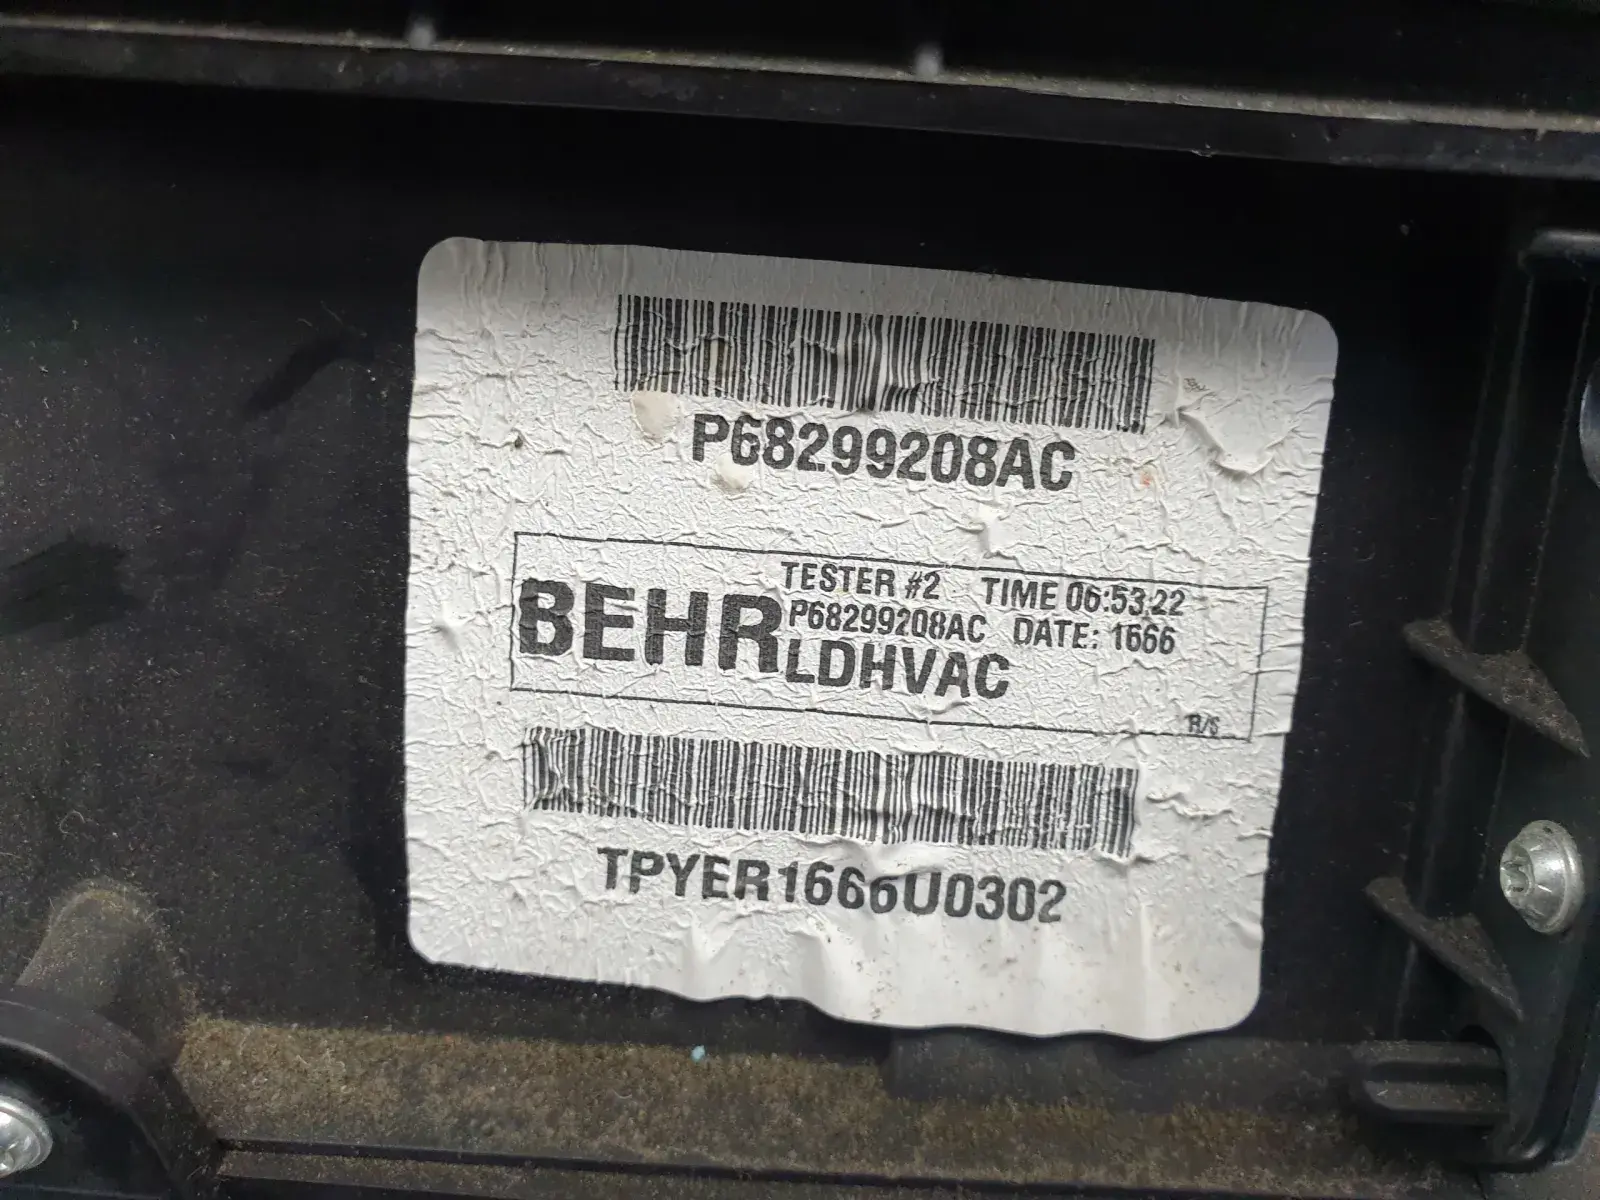 P68299208AC
TESTER #2 TIME 06:53:22
BEHR P68299208AC DATE: 1666
LDHVAC
R/S
TPYER1666U0302